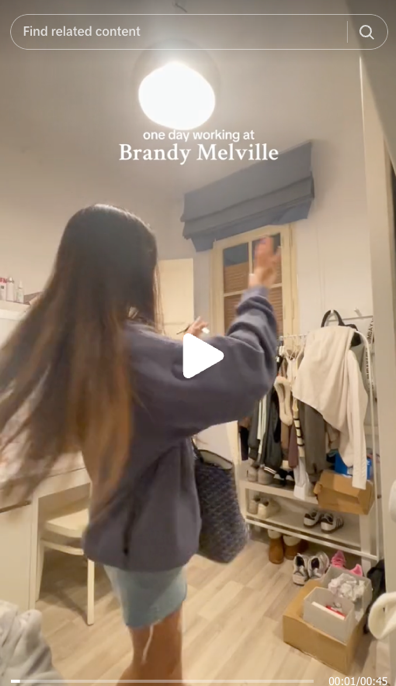 Find related content
one day working at
Brandy Melville
00:01/00:45